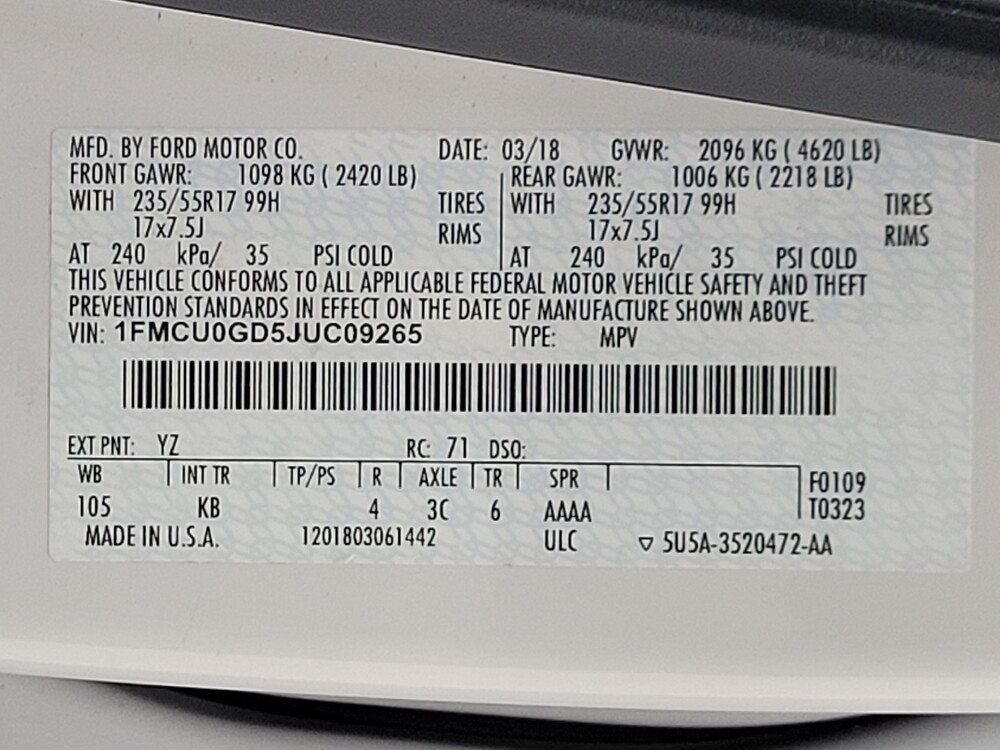 MFD. BY FORD MOTOR CO. DATE: 03/18 GVWR: 2096 KG ( 4620 LB)
FRONT GAWR: 1098 KG ( 2420 LB) REAR GAWR: 1006 KG ( 2218 LB)
WITH 235/55R17 99H TIRES WITH 235/55R17 99H TIRES
17x7.5J RIMS 17x7.5J RIMS
AT 240 kPa/ 35 PSI COLD AT 240 kPa/ 35 PSI COLD
THIS VEHICLE CONFORMS TO ALL APPLICABLE FEDERAL MOTOR VEHICLE SAFETY AND THEFT
PREVENTION STANDARDS IN EFFECT ON THE DATE OF MANUFACTURE SHOWN ABOVE.
VIN: 1FMCU0GD5JUC09265 TYPE: MPV
EXT PNT: YZ RC: 71 DSO:
WB INT TR TP/PS R AXLE TR SPR F0109
105 KB 4 3C 6 AAAA T0323
MADE IN U.S.A. 1201803061442 ULC ▽ 5U5A-3520472-AA